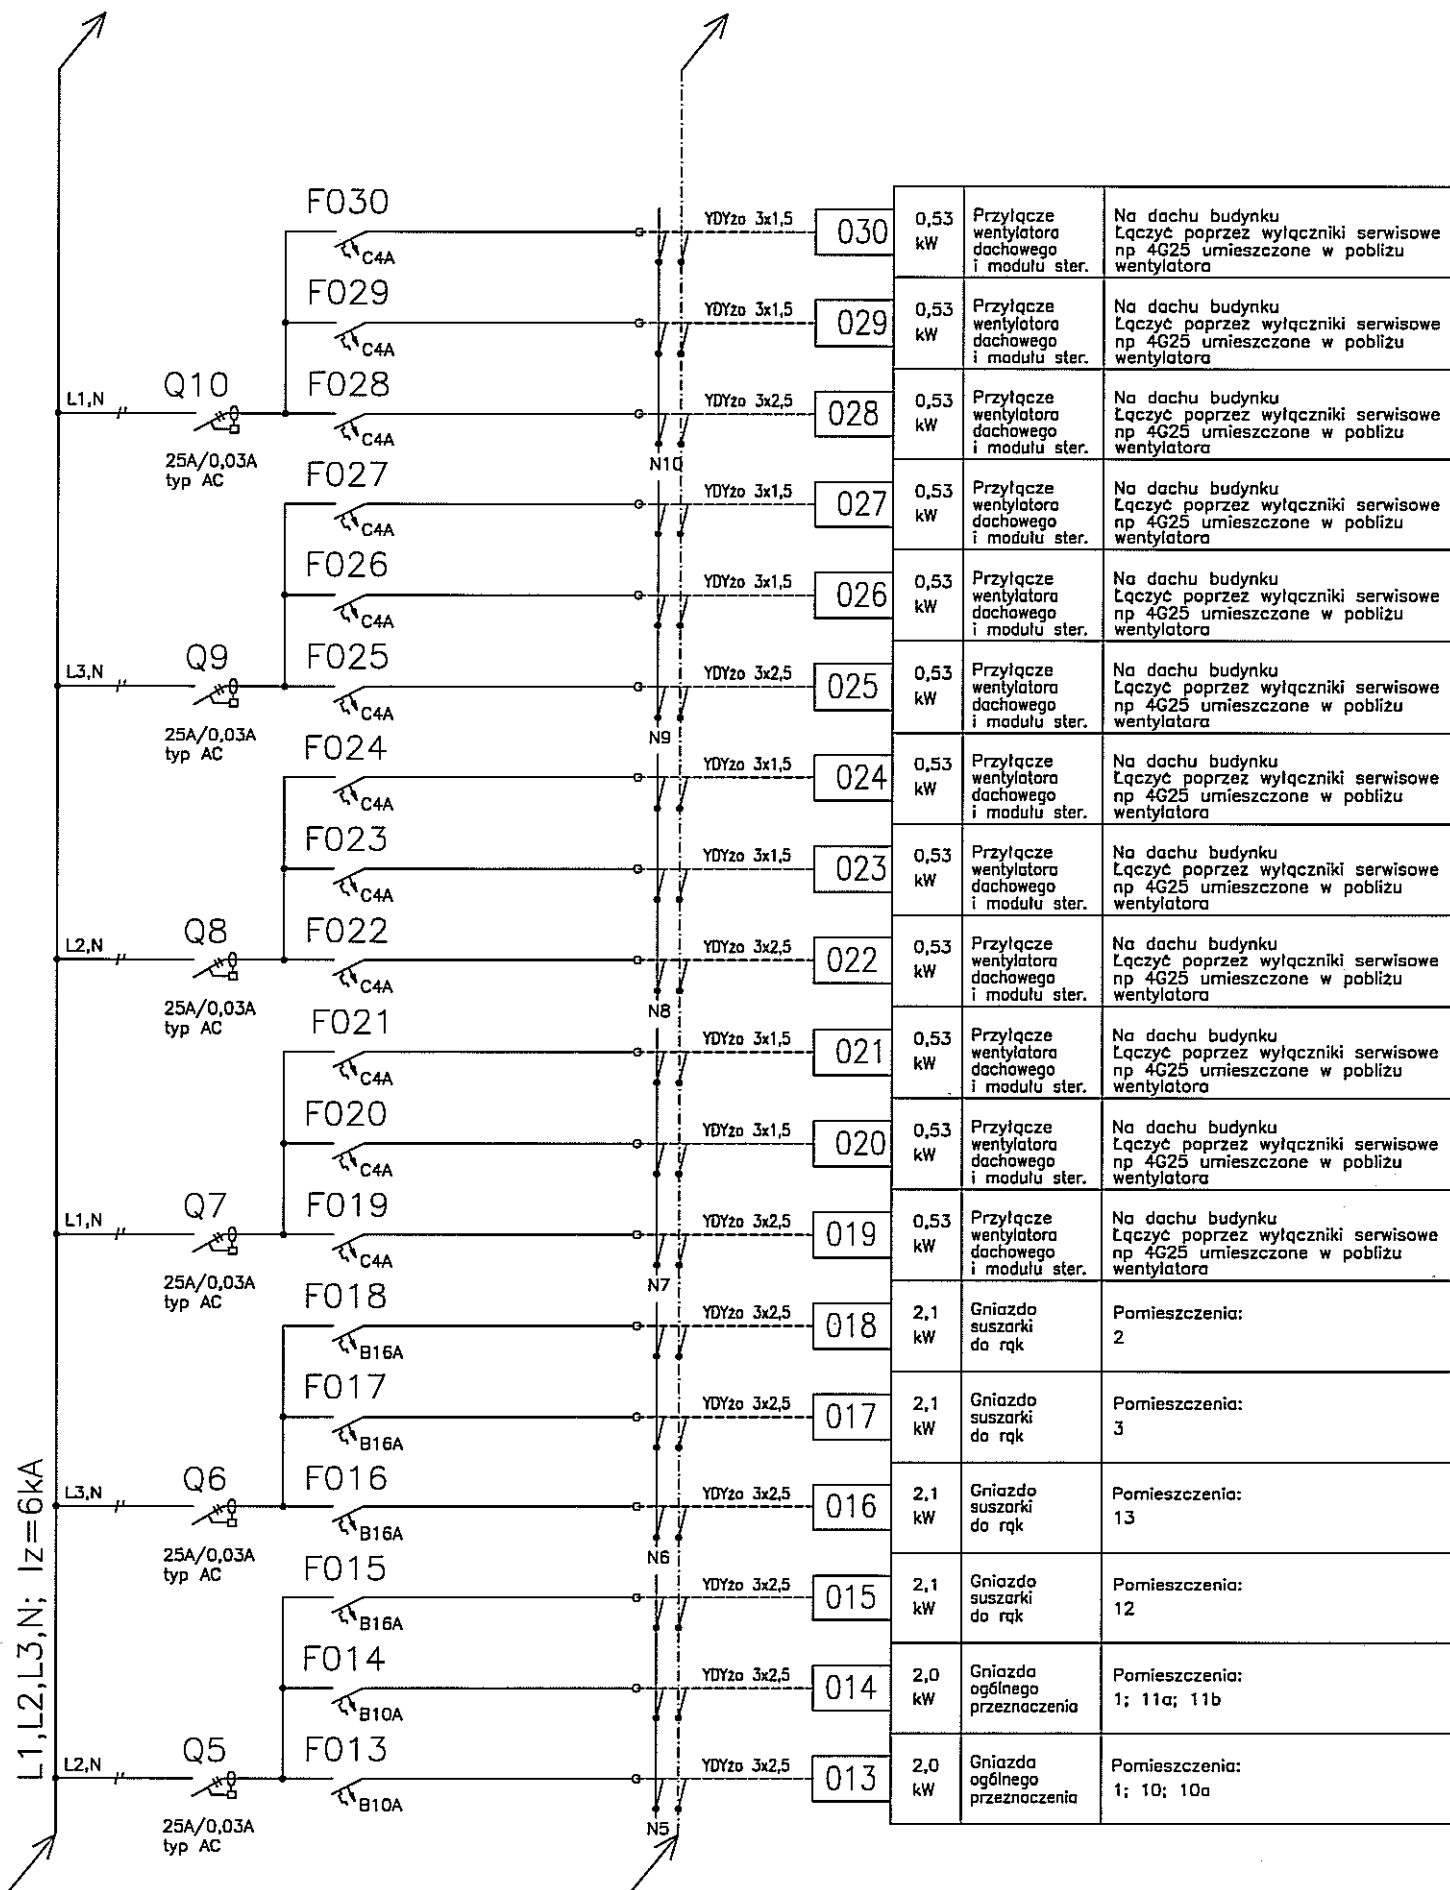 F030
YDYżo 3x1,5
030
0,53 kW
Przyłącze
wentylatora
dachowego
i modułu ster.
Na dachu budynku
Łączyć poprzez wyłączniki serwisowe
np 4G25 umieszczone w pobliżu
wentylatora
C4A
F029
YDYżo 3x1,5
029
0,53 kW
Przyłącze
wentylatora
dachowego
i modułu ster.
Na dachu budynku
Łączyć poprzez wyłączniki serwisowe
np 4G25 umieszczone w pobliżu
wentylatora
C4A
L1,N
Q10
25A/0,03A
typ AC
F028
YDYżo 3x2,5
028
0,53 kW
Przyłącze
wentylatora
dachowego
i modułu ster.
Na dachu budynku
Łączyć poprzez wyłączniki serwisowe
np 4G25 umieszczone w pobliżu
wentylatora
C4A
N10
F027
YDYżo 3x1,5
027
0,53 kW
Przyłącze
wentylatora
dachowego
i modułu ster.
Na dachu budynku
Łączyć poprzez wyłączniki serwisowe
np 4G25 umieszczone w pobliżu
wentylatora
C4A
F026
YDYżo 3x1,5
026
0,53 kW
Przyłącze
wentylatora
dachowego
i modułu ster.
Na dachu budynku
Łączyć poprzez wyłączniki serwisowe
np 4G25 umieszczone w pobliżu
wentylatora
C4A
L3,N
Q9
25A/0,03A
typ AC
F025
YDYżo 3x2,5
025
0,53 kW
Przyłącze
wentylatora
dachowego
i modułu ster.
Na dachu budynku
Łączyć poprzez wyłączniki serwisowe
np 4G25 umieszczone w pobliżu
wentylatora
C4A
N9
F024
YDYżo 3x1,5
024
0,53 kW
Przyłącze
wentylatora
dachowego
i modułu ster.
Na dachu budynku
Łączyć poprzez wyłączniki serwisowe
np 4G25 umieszczone w pobliżu
wentylatora
C4A
F023
YDYżo 3x1,5
023
0,53 kW
Przyłącze
wentylatora
dachowego
i modułu ster.
Na dachu budynku
Łączyć poprzez wyłączniki serwisowe
np 4G25 umieszczone w pobliżu
wentylatora
C4A
L2,N
Q8
25A/0,03A
typ AC
F022
YDYżo 3x2,5
022
0,53 kW
Przyłącze
wentylatora
dachowego
i modułu ster.
Na dachu budynku
Łączyć poprzez wyłączniki serwisowe
np 4G25 umieszczone w pobliżu
wentylatora
C4A
N8
F021
YDYżo 3x1,5
021
0,53 kW
Przyłącze
wentylatora
dachowego
i modułu ster.
Na dachu budynku
Łączyć poprzez wyłączniki serwisowe
np 4G25 umieszczone w pobliżu
wentylatora
C4A
F020
YDYżo 3x1,5
020
0,53 kW
Przyłącze
wentylatora
dachowego
i modułu ster.
Na dachu budynku
Łączyć poprzez wyłączniki serwisowe
np 4G25 umieszczone w pobliżu
wentylatora
C4A
L1,N
Q7
25A/0,03A
typ AC
F019
YDYżo 3x2,5
019
0,53 kW
Przyłącze
wentylatora
dachowego
i modułu ster.
Na dachu budynku
Łączyć poprzez wyłączniki serwisowe
np 4G25 umieszczone w pobliżu
wentylatora
C4A
N7
F018
YDYżo 3x2,5
018
2,1 kW
Gniazdo
suszarki
do rąk
Pomieszczenia:
2
B16A
F017
YDYżo 3x2,5
017
2,1 kW
Gniazdo
suszarki
do rąk
Pomieszczenia:
3
B16A
L3,N
Q6
25A/0,03A
typ AC
F016
YDYżo 3x2,5
016
2,1 kW
Gniazdo
suszarki
do rąk
Pomieszczenia:
13
B16A
N6
F015
YDYżo 3x2,5
015
2,1 kW
Gniazdo
suszarki
do rąk
Pomieszczenia:
12
B16A
F014
YDYżo 3x2,5
014
2,0 kW
Gniazda
ogólnego
przeznaczenia
Pomieszczenia:
1; 11a; 11b
B10A
L2,N
Q5
25A/0,03A
typ AC
F013
YDYżo 3x2,5
013
2,0 kW
Gniazda
ogólnego
przeznaczenia
Pomieszczenia:
1; 10; 10a
B10A
N5
L1,L2,L3,N; Iz=6kA